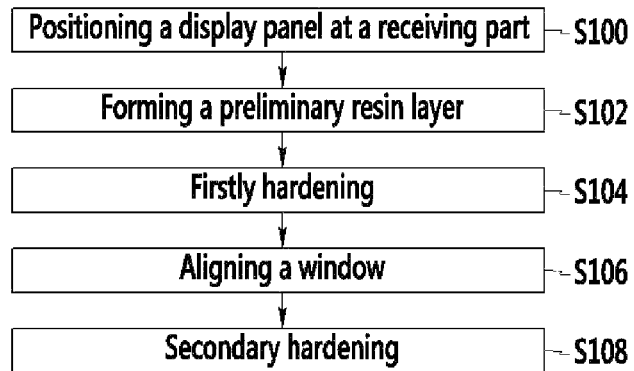 Positioning a display panel at a receiving part S100
Forming a preliminary resin layer S102
Firstly hardening S104
Aligning a window S106
Secondary hardening S108